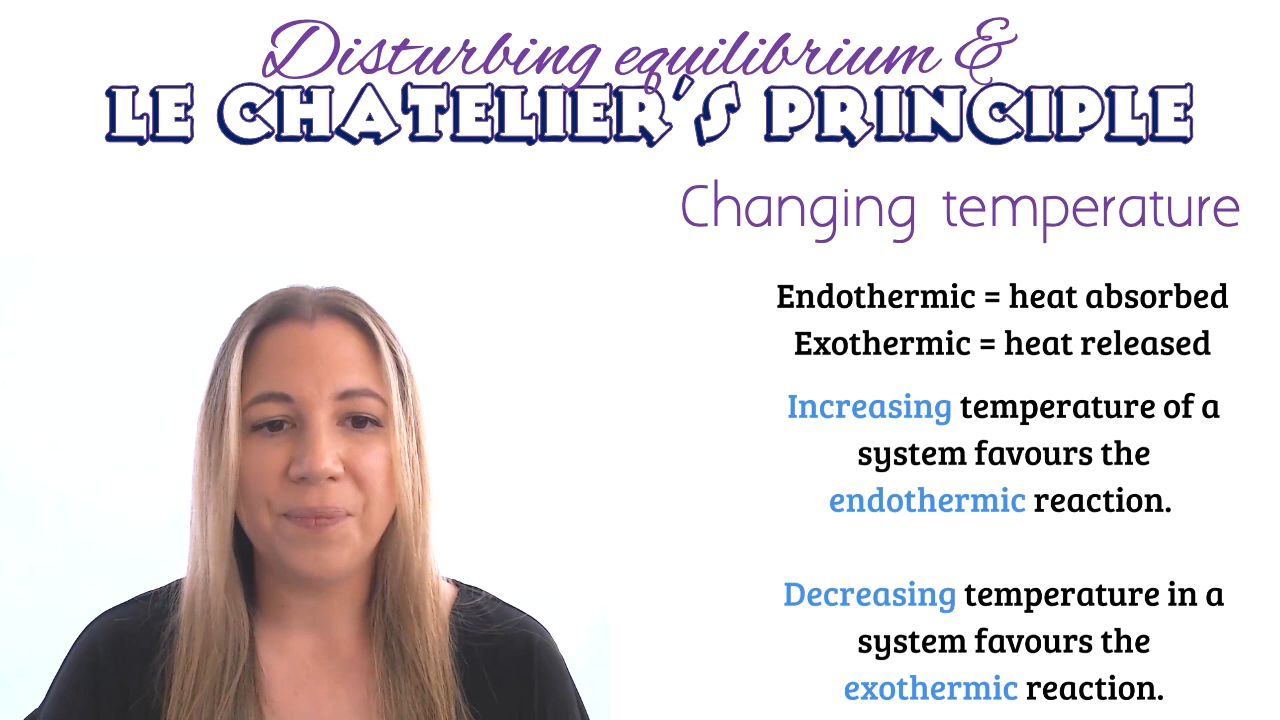 Disturbing equilibrium &
LE CHATELIER'S PRINCIPLE
Changing temperature
Endothermic = heat absorbed
Exothermic = heat released
Increasing temperature of a
system favours the
endothermic reaction.
Decreasing temperature in a
system favours the
exothermic reaction.